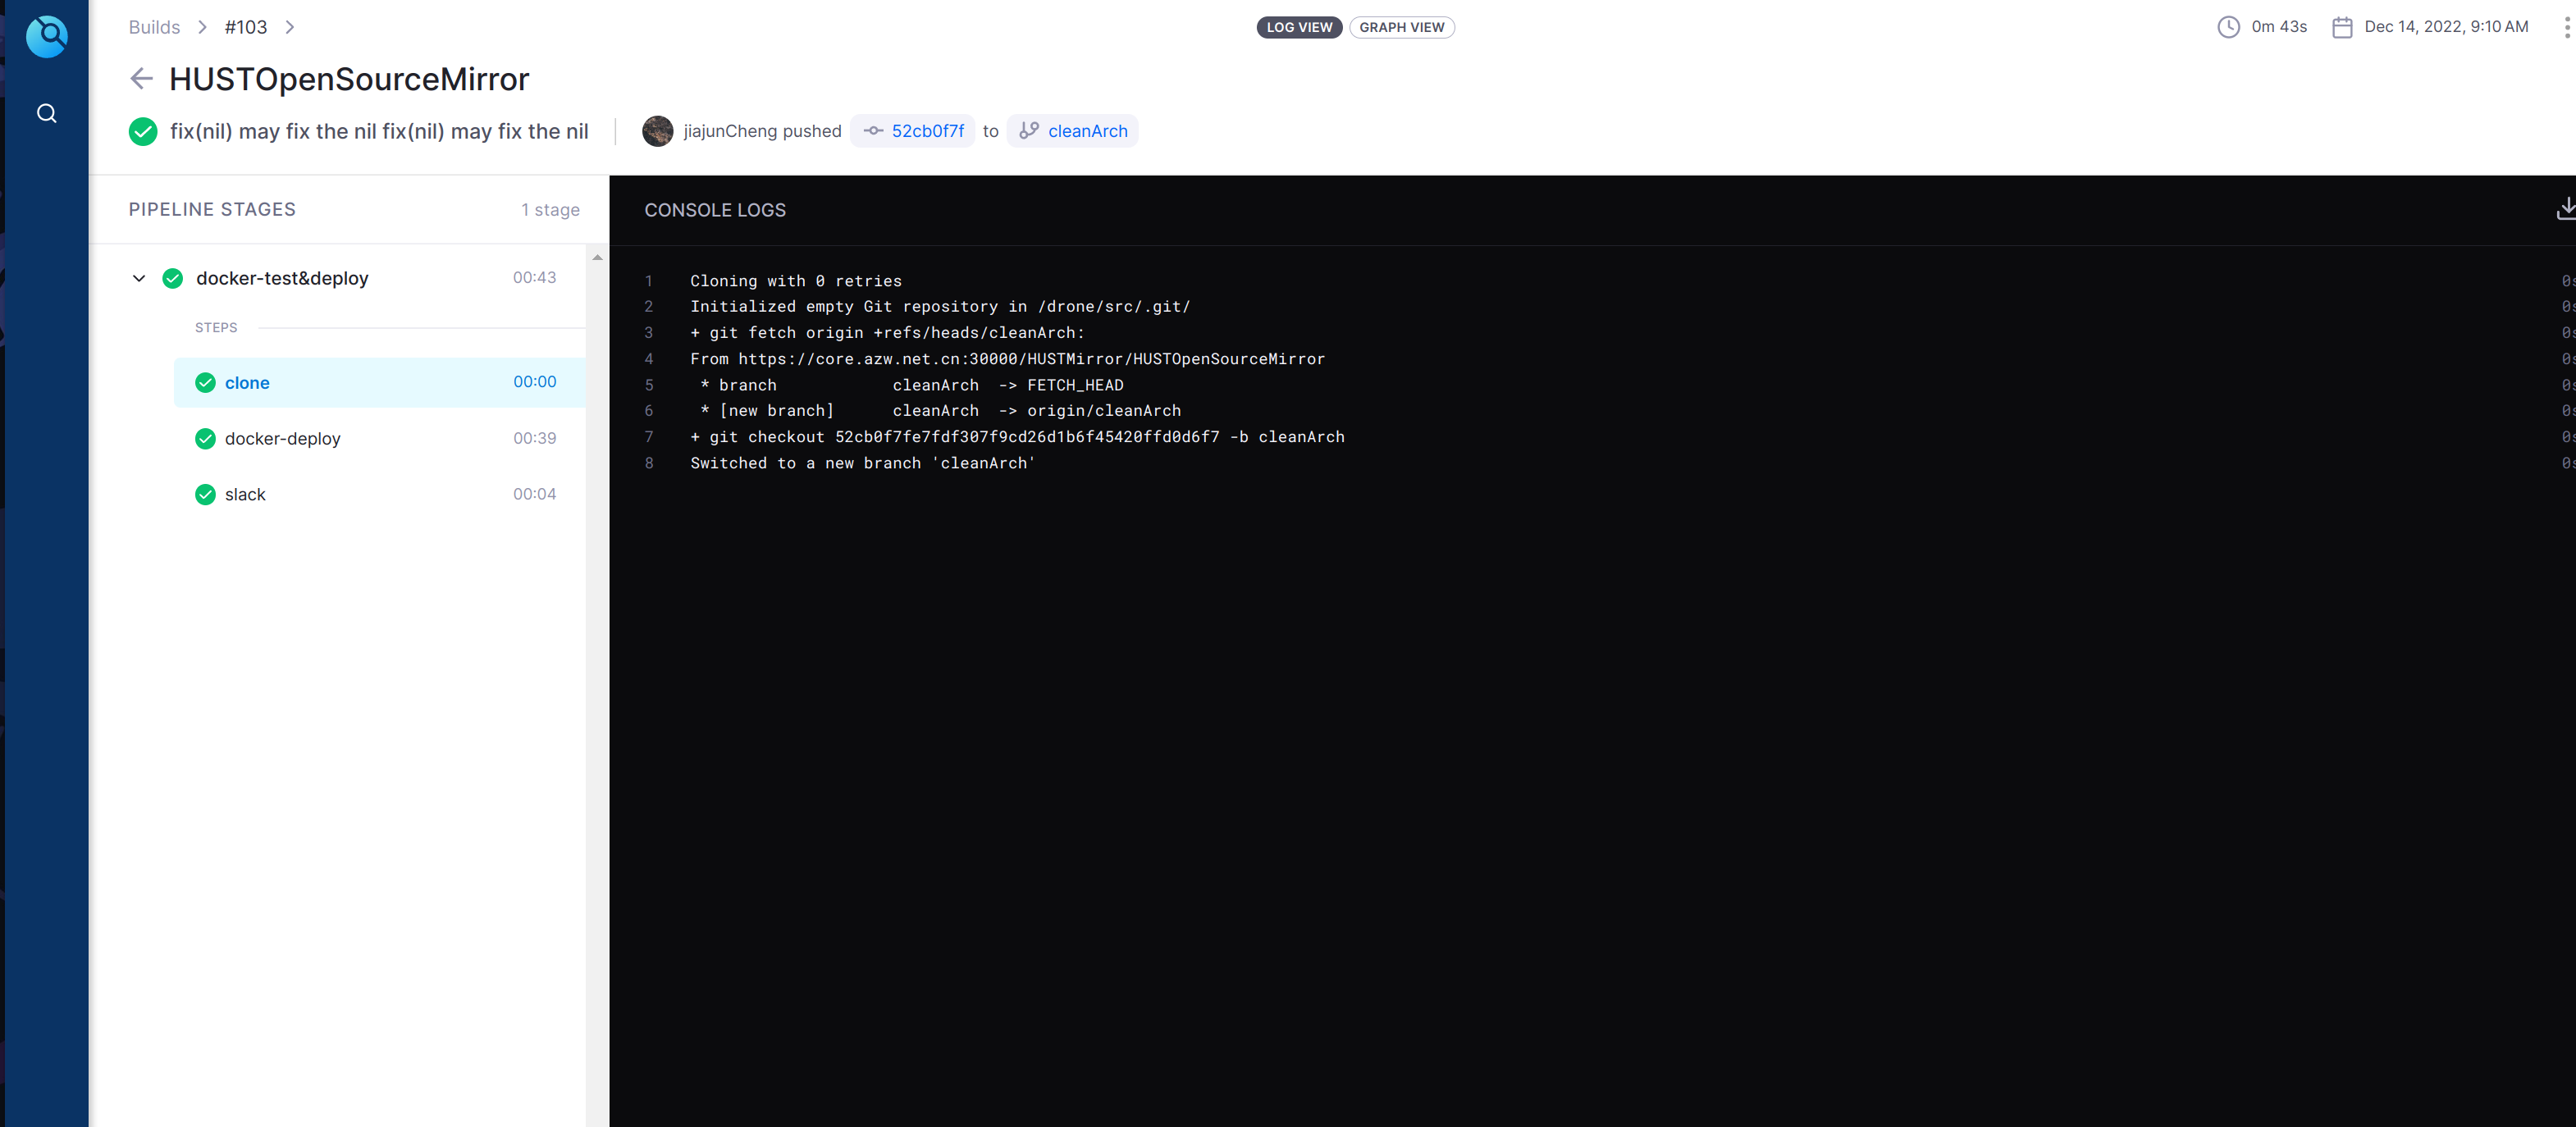 Builds > #103 >
LOG VIEW GRAPH VIEW
0m 43s Dec 14, 2022, 9:10 AM
HUSTOpenSourceMirror
fix(nil) may fix the nil fix(nil) may fix the nil
jiajunCheng pushed 52cb0f7f to cleanArch
PIPELINE STAGES 1 stage
docker-test&deploy 00:43
STEPS
clone 00:00
docker-deploy 00:39
slack 00:04
CONSOLE LOGS
1 Cloning with 0 retries 0s
2 Initialized empty Git repository in /drone/src/.git/ 0s
3 + git fetch origin +refs/heads/cleanArch: 0s
4 From https://core.azw.net.cn:30000/HUSTMirror/HUSTOpenSourceMirror 0s
5 * branch cleanArch -> FETCH_HEAD 0s
6 * [new branch] cleanArch -> origin/cleanArch 0s
7 + git checkout 52cb0f7fe7fdf307f9cd26d1b6f45420ffd0d6f7 -b cleanArch 0s
8 Switched to a new branch 'cleanArch' 0s